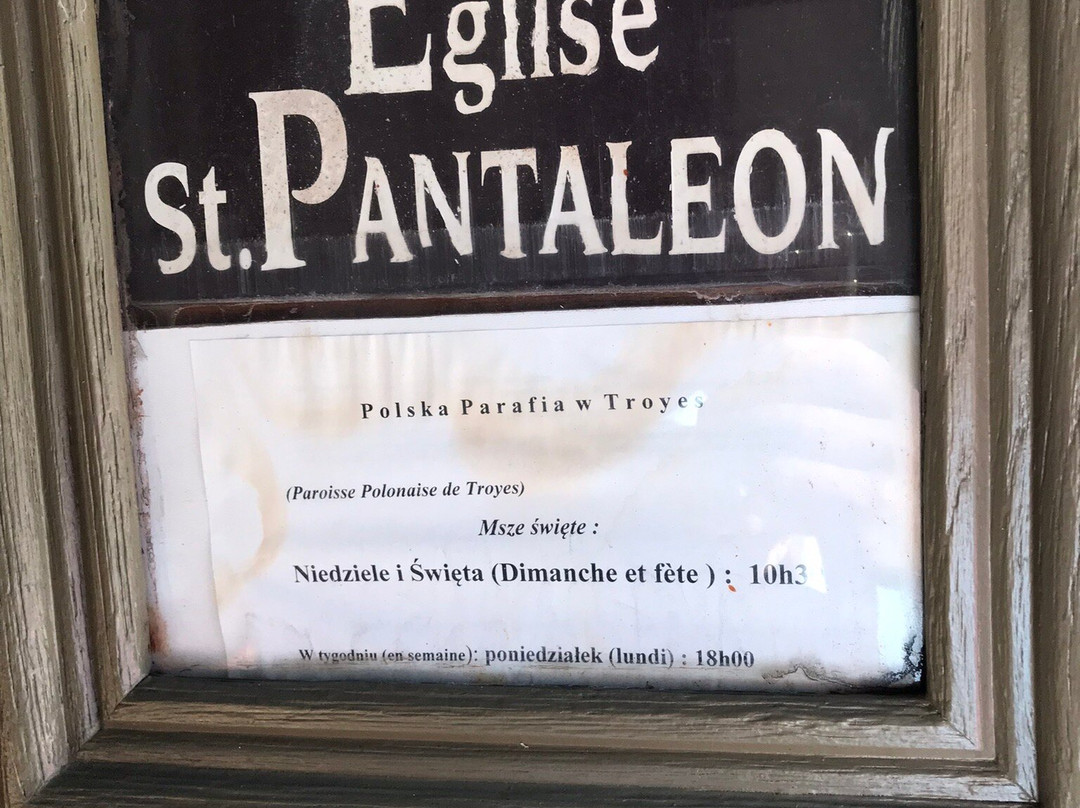 Eglise
St. PANTALEON
Polska Parafia w Troyes
(Paroisse Polonaise de Troyes)
Msze święte :
Niedziele i Święta (Dimanche et fète ) : 10h3
W tygodniu (en semaine): poniedziałek (lundi) : 18h00